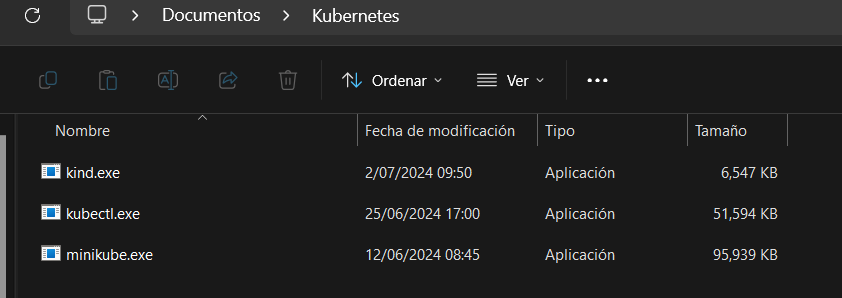 Documentos Kubernetes
Ordenar Ver
Nombre Fecha de modificación Tipo Tamaño
kind.exe 2/07/2024 09:50 Aplicación 6,547 KB
kubectl.exe 25/06/2024 17:00 Aplicación 51,594 KB
minikube.exe 12/06/2024 08:45 Aplicación 95,939 KB